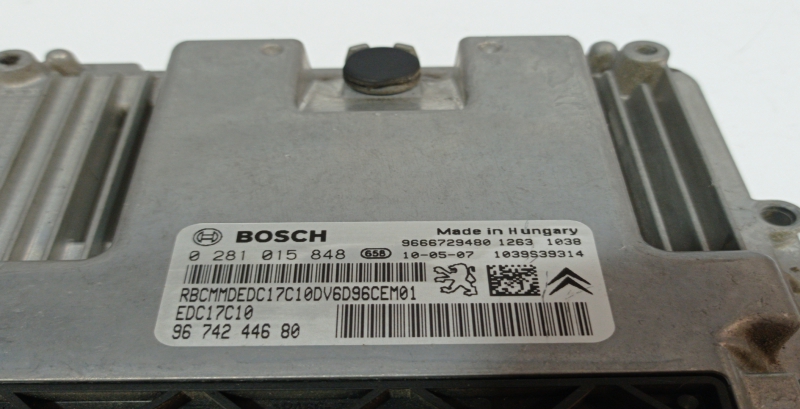 BOSCH Made in Hungary
9666729480 1263 1038
0 281 015 848 658 10-05-07 1039S39314
RBCMMDEDC17C10DV6D96CEM01
EDC17C10
96 742 446 80